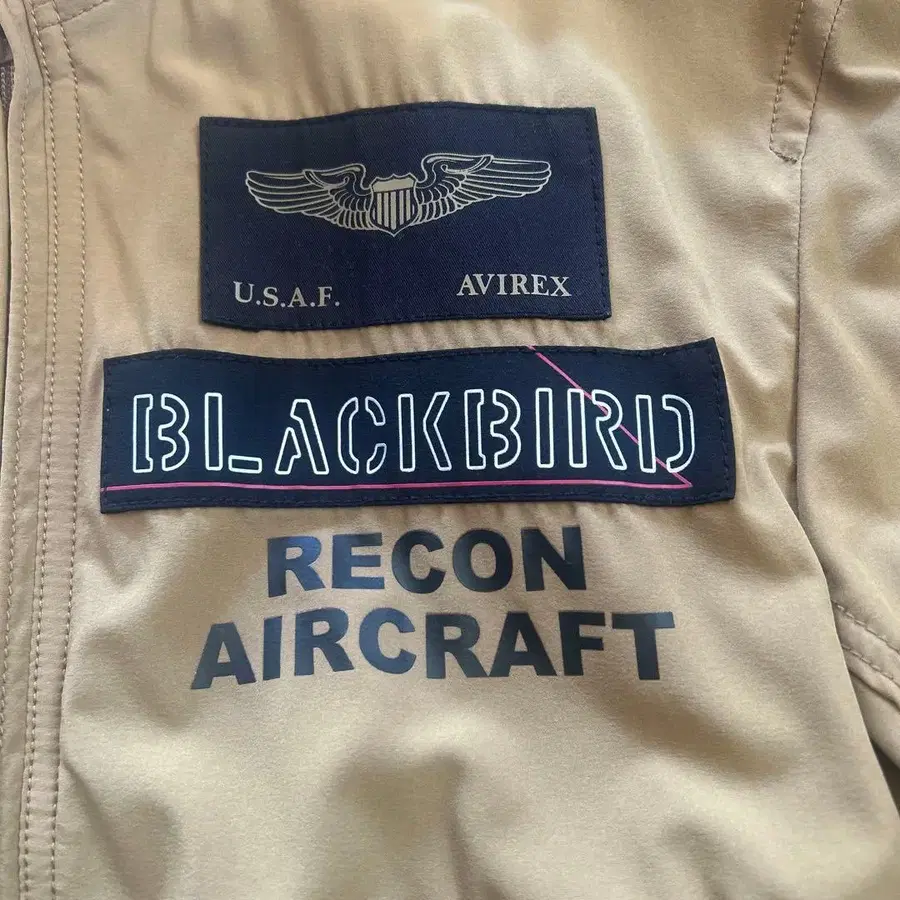 U.S.A.F. AVIREX
BLACKBIRD
RECON
AIRCRAFT